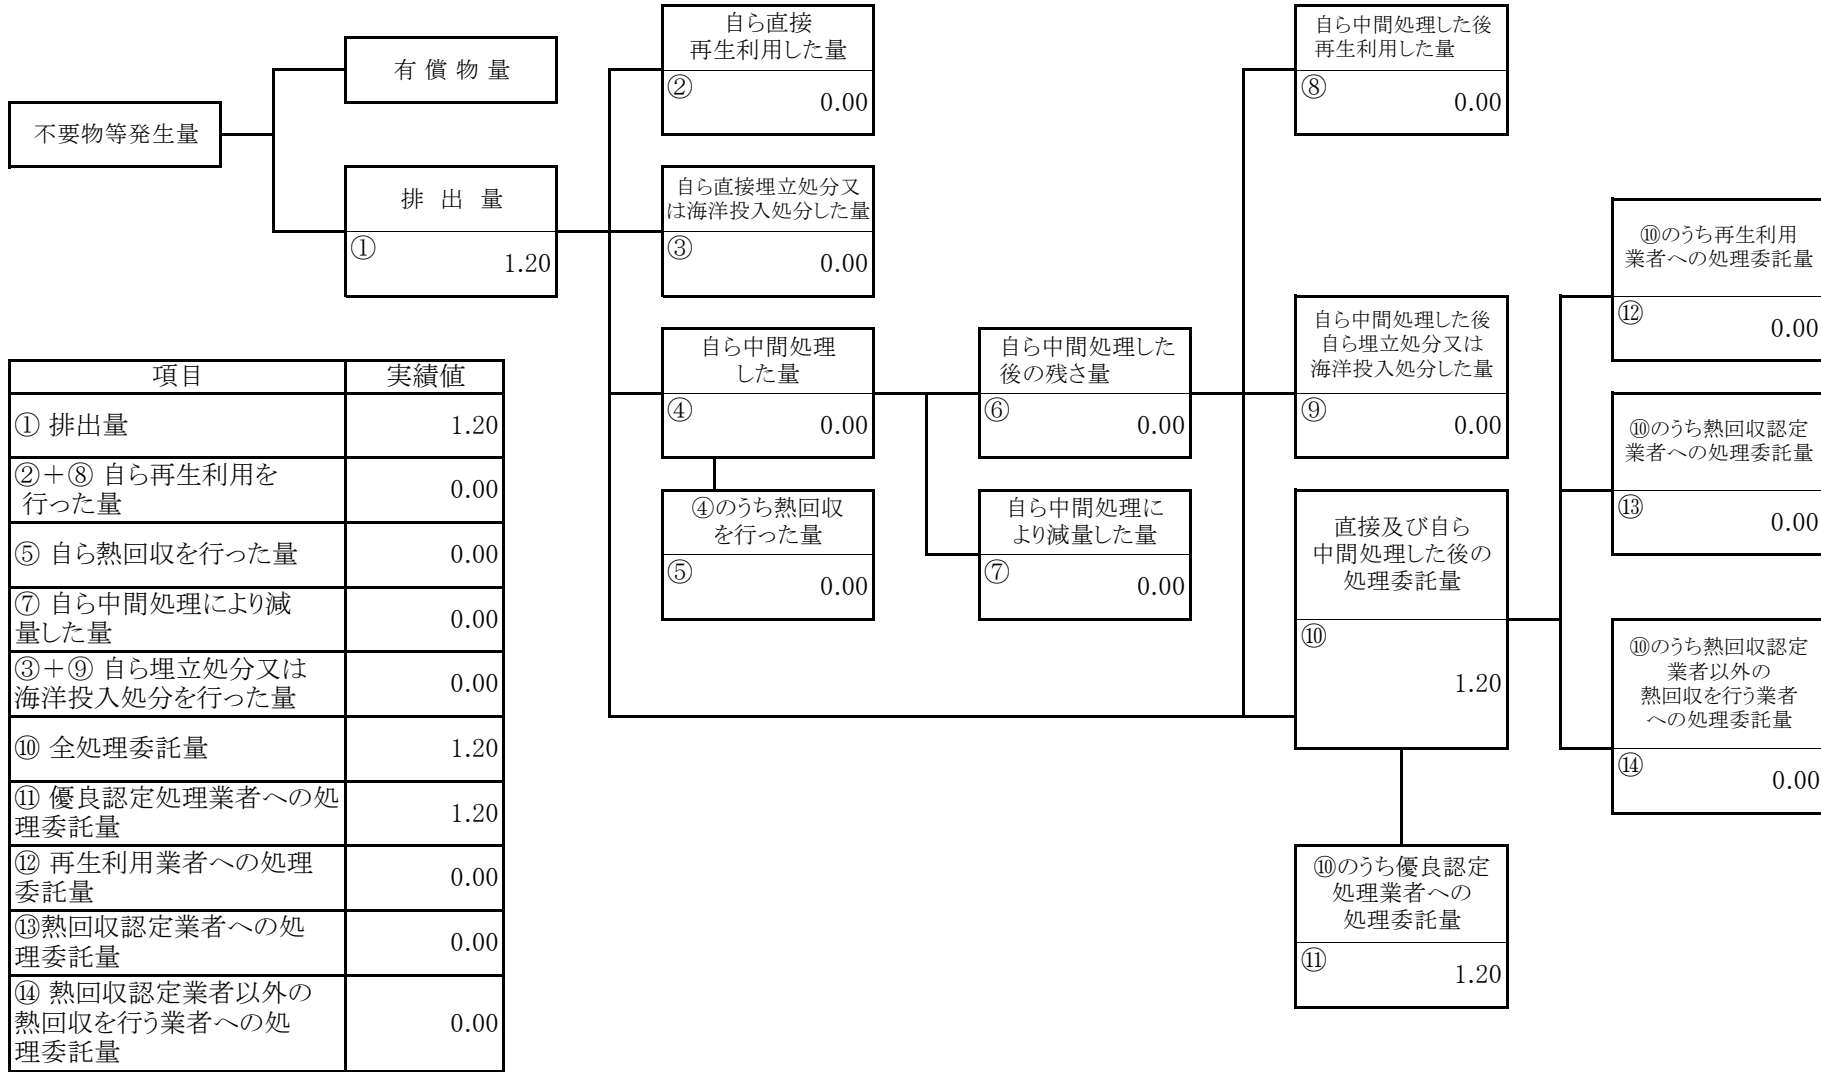 不要物等発生量
有 償 物 量
排 出 量
①
1.20
自ら直接
再生利用した量
②
0.00
自ら直接埋立処分又
は海洋投入処分した量
③
0.00
自ら中間処理
した量
④
0.00
④のうち熱回収
を行った量
⑤
0.00
自ら中間処理した
後の残さ量
⑥
0.00
自ら中間処理に
より減量した量
⑦
0.00
自ら中間処理した後
再生利用した量
⑧
0.00
自ら中間処理した後
自ら埋立処分又は
海洋投入処分した量
⑨
0.00
直接及び自ら
中間処理した後の
処理委託量
⑩
1.20
⑩のうち優良認定
処理業者への
処理委託量
⑪
1.20
⑩のうち再生利用
業者への処理委託量
⑫
0.00
⑩のうち熱回収認定
業者への処理委託量
⑬
0.00
⑩のうち熱回収認定
業者以外の
熱回収を行う業者
への処理委託量
⑭
0.00
項目 実績値
① 排出量 1.20
②+⑧ 自ら再生利用を
行った量 0.00
⑤ 自ら熱回収を行った量 0.00
⑦ 自ら中間処理により減
量した量 0.00
③+⑨ 自ら埋立処分又は
海洋投入処分を行った量 0.00
⑩ 全処理委託量 1.20
⑪ 優良認定処理業者への処
理委託量 1.20
⑫ 再生利用業者への処理
委託量 0.00
⑬熱回収認定業者への処
理委託量 0.00
⑭ 熱回収認定業者以外の
熱回収を行う業者への処
理委託量 0.00